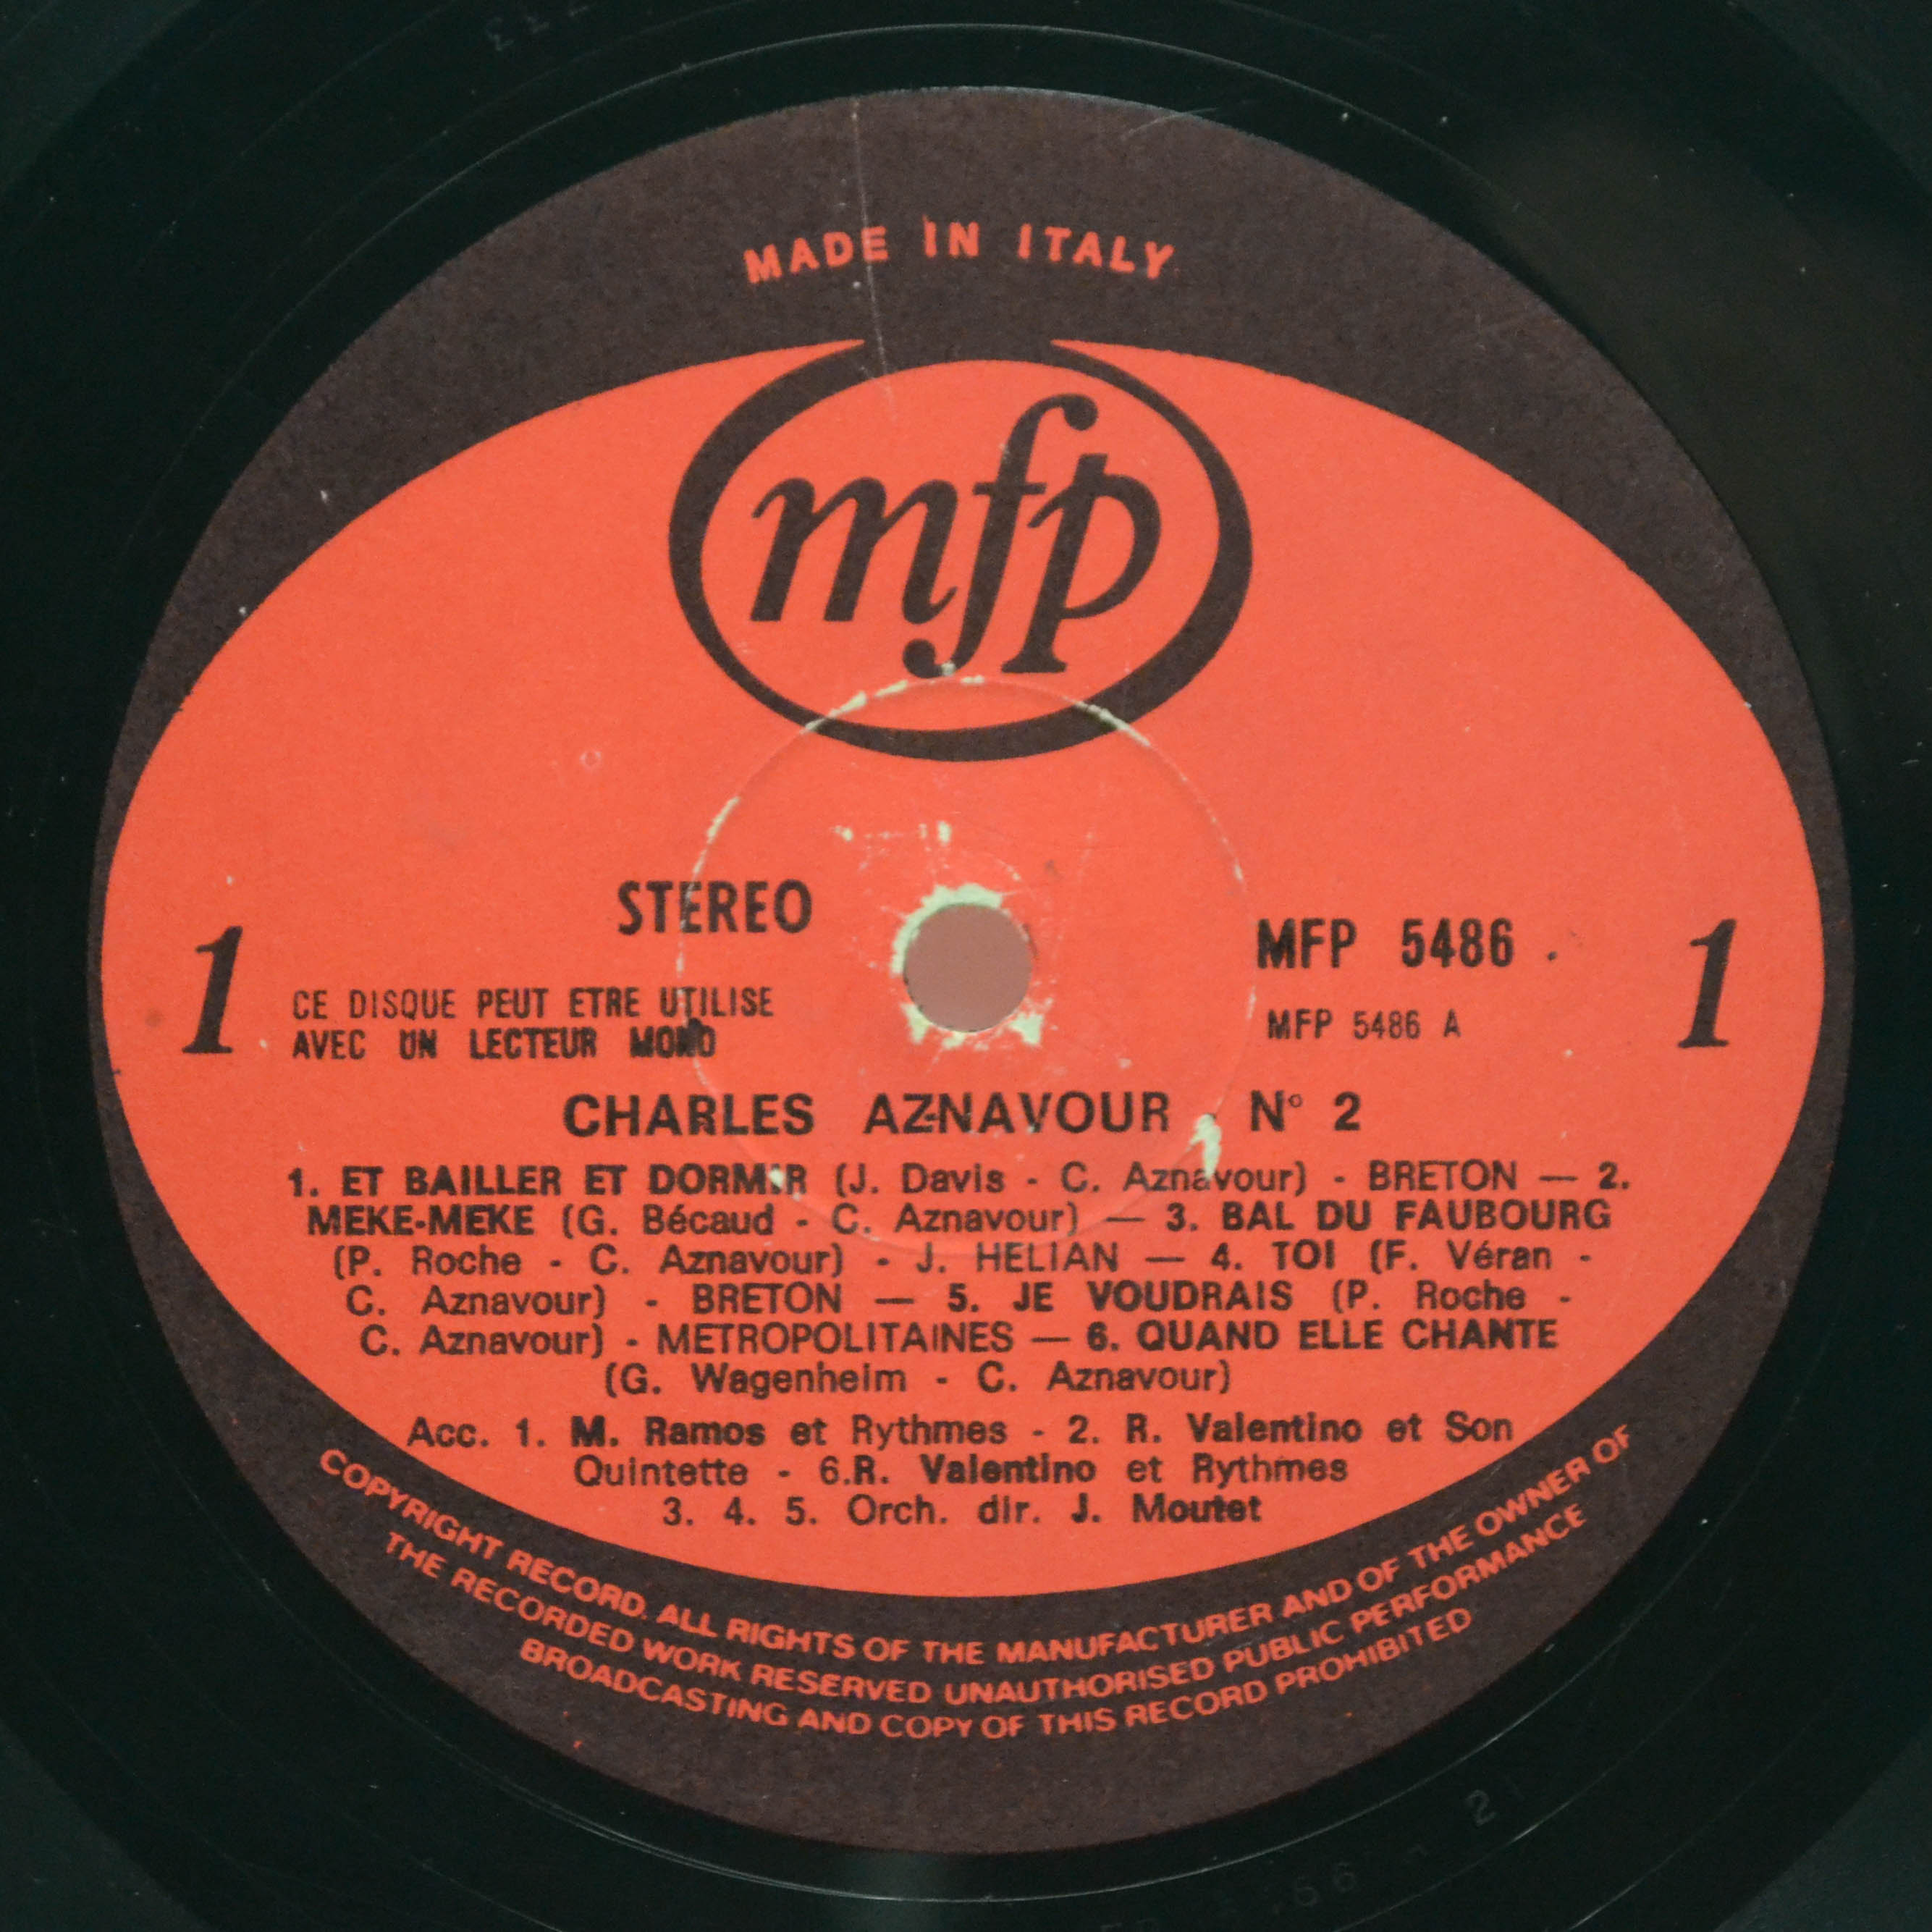 MADE IN ITALY
mfp
STEREO
MFP 5486
1
1
CE DISQUE PEUT ETRE UTILISE
AVEC UN LECTEUR MONO
MFP 5486 A
CHARLES AZNAVOUR N° 2
1. ET BAILLER ET DORMIR (J. Davis - C. Aznavour) - BRETON — 2.
MEKE-MEKE (G. Bécaud - C. Aznavour) — 3. BAL DU FAUBOURG
(P. Roche - C. Aznavour) - J. HELIAN — 4. TOI (F. Véran -
C. Aznavour) - BRETON — 5. JE VOUDRAIS (P. Roche -
C. Aznavour) - METROPOLITAINES — 6. QUAND ELLE CHANTE
(G. Wagenheim - C. Aznavour)
Acc. 1. M. Ramos et Rythmes - 2. R. Valentino et Son
Quintette - 6.R. Valentino et Rythmes
3. 4. 5. Orch. dir. J. Moutet
COPYRIGHT RECORD. ALL RIGHTS OF THE MANUFACTURER AND OF THE OWNER OF
THE RECORDED WORK RESERVED UNAUTHORISED PUBLIC PERFORMANCE
BROADCASTING AND COPY OF THIS RECORD PROHIBITED